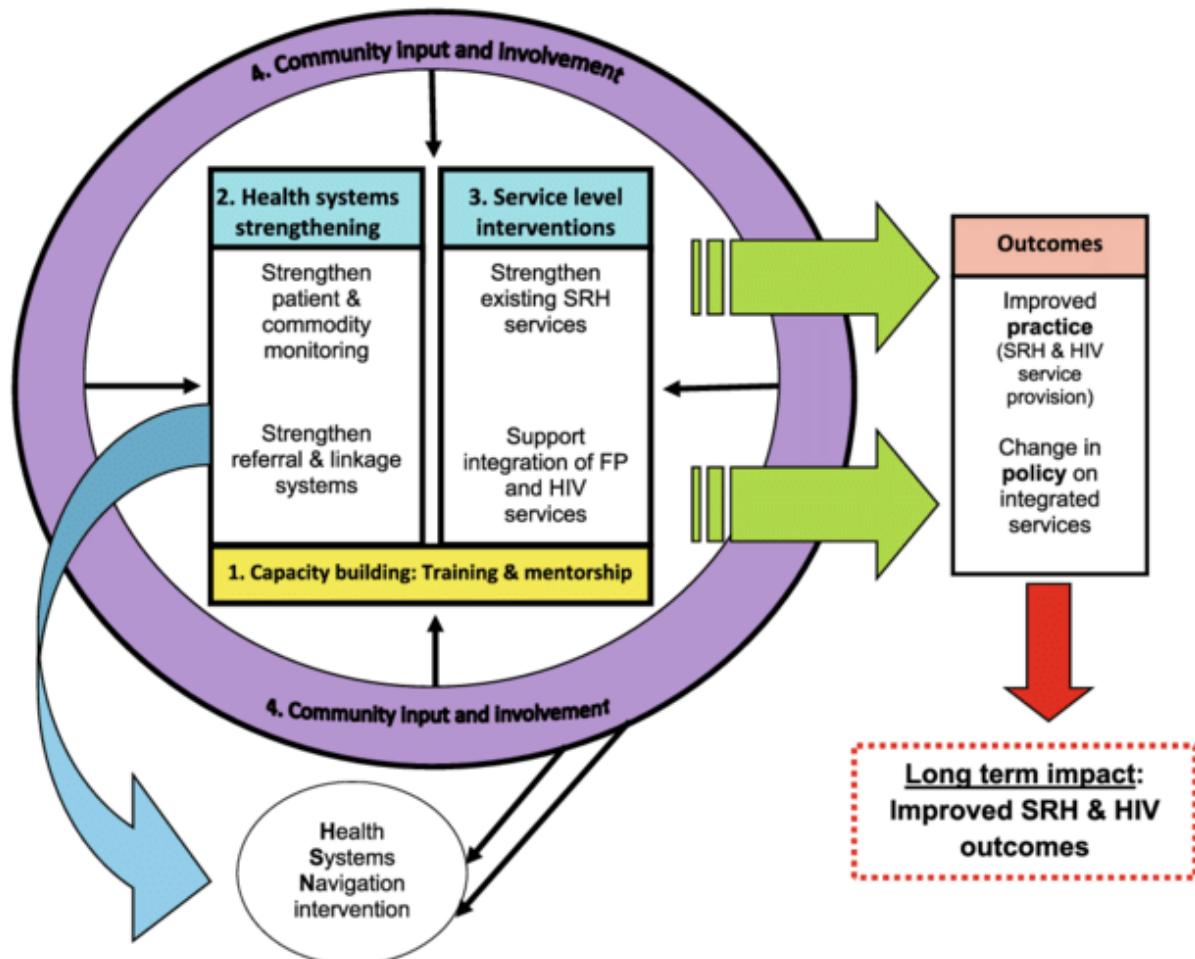 4. Community input and involvement
2. Health systems
strengthening
Strengthen
patient &
commodity
monitoring
Strengthen
referral & linkage
systems
3. Service level
interventions
Strengthen
existing SRH
services
Support
integration of FP
and HIV
services
1. Capacity building: Training & mentorship
4. Community input and involvement
Health
Systems
Navigation
intervention
Outcomes
Improved
practice
(SRH & HIV
service
provision)
Change in
policy on
integrated
services
Long term impact:
Improved SRH & HIV
outcomes